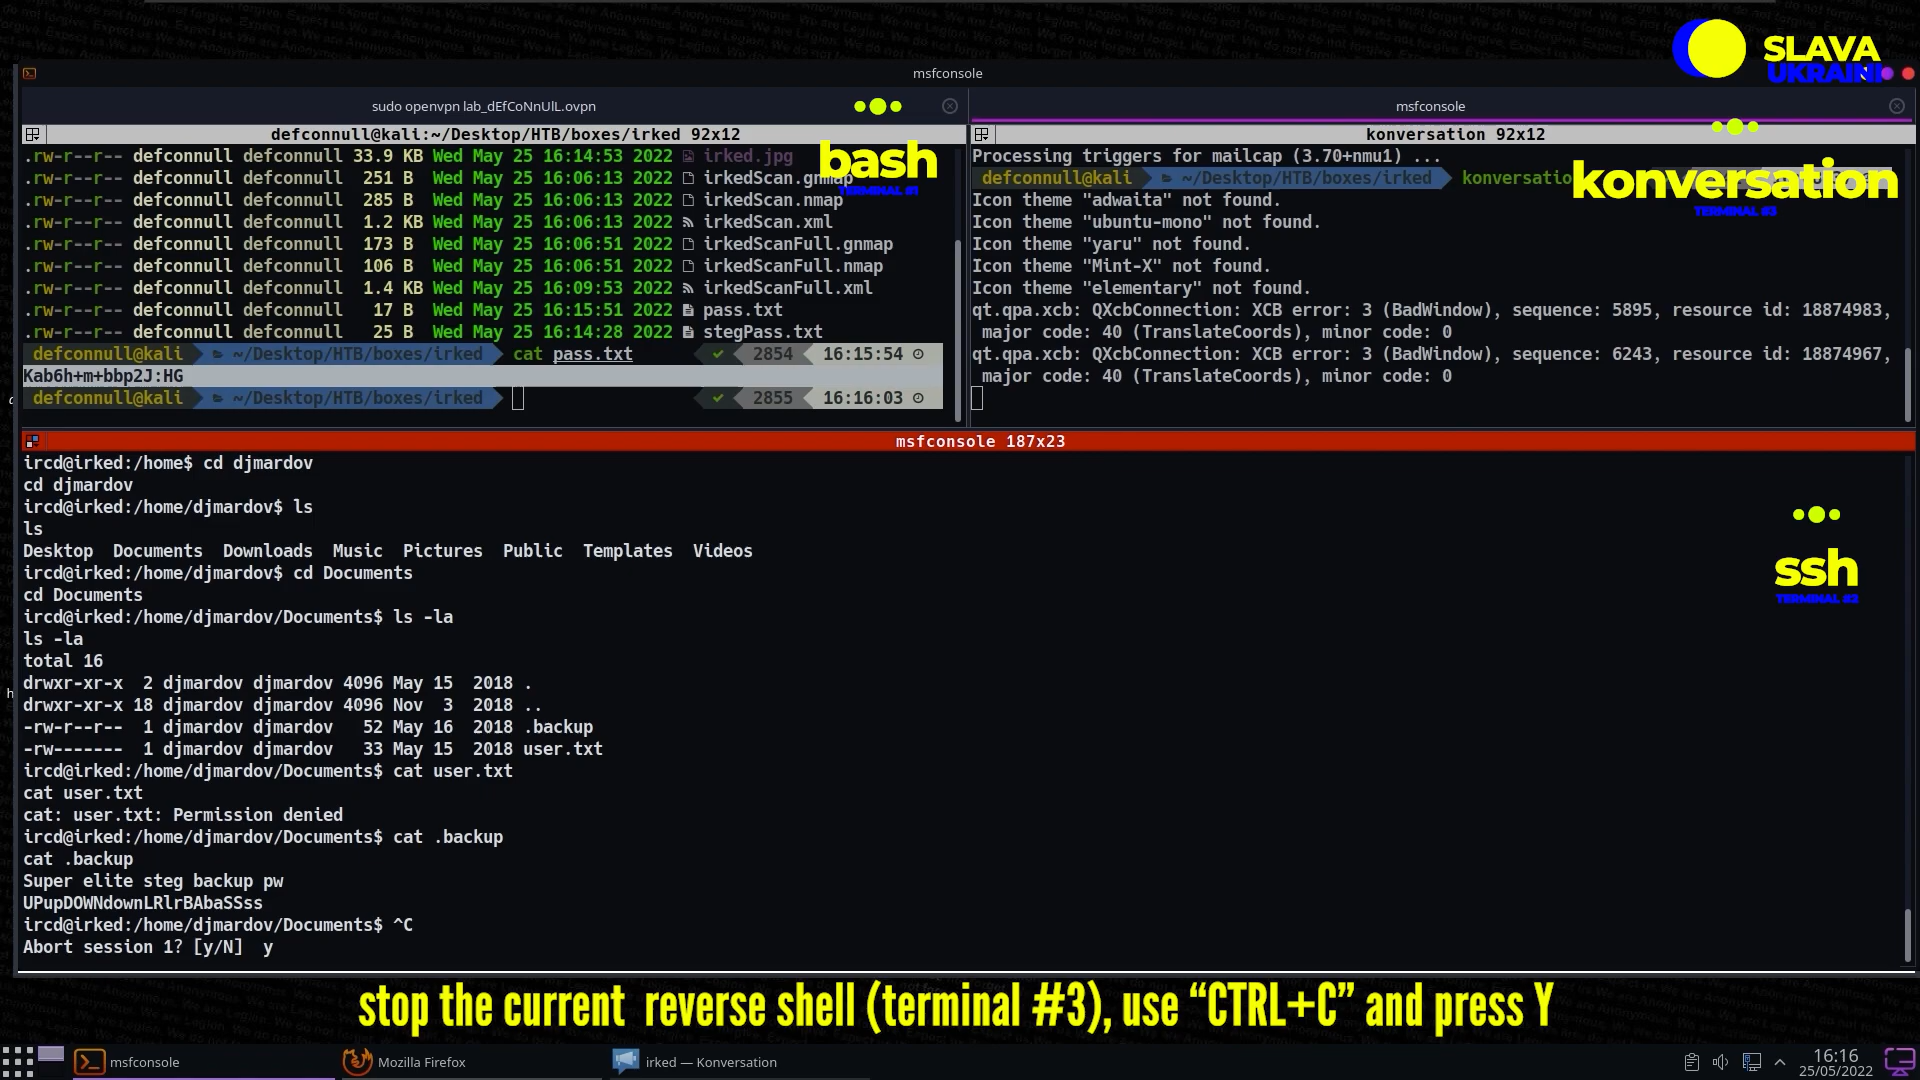 SLAVA
UKRAINI
msfconsole
sudo openvpn lab_dEfCoNnUlL.ovpn
msfconsole
defconnull@kali:~/Desktop/HTB/boxes/irked 92x12
.rw-r--r-- defconnull defconnull 33.9 KB Wed May 25 16:14:53 2022 irked.jpg
.rw-r--r-- defconnull defconnull 251 B Wed May 25 16:06:13 2022 irkedScan.gnmap
.rw-r--r-- defconnull defconnull 285 B Wed May 25 16:06:13 2022 irkedScan.nmap
.rw-r--r-- defconnull defconnull 1.2 KB Wed May 25 16:06:13 2022 irkedScan.xml
.rw-r--r-- defconnull defconnull 173 B Wed May 25 16:06:51 2022 irkedScanFull.gnmap
.rw-r--r-- defconnull defconnull 106 B Wed May 25 16:06:51 2022 irkedScanFull.nmap
.rw-r--r-- defconnull defconnull 1.4 KB Wed May 25 16:09:53 2022 irkedScanFull.xml
.rw-r--r-- defconnull defconnull 17 B Wed May 25 16:15:51 2022 pass.txt
.rw-r--r-- defconnull defconnull 25 B Wed May 25 16:14:28 2022 stegPass.txt
defconnull@kali ~/Desktop/HTB/boxes/irked cat pass.txt ✓ 2854 16:15:54
Kab6h+m+bbp2J:HG
defconnull@kali ~/Desktop/HTB/boxes/irked ✓ 2855 16:16:03
bash
TERMINAL #1
konversation 92x12
Processing triggers for mailcap (3.70+nmu1) ...
defconnull@kali ~/Desktop/HTB/boxes/irked konversatio
Icon theme "adwaita" not found.
Icon theme "ubuntu-mono" not found.
Icon theme "yaru" not found.
Icon theme "Mint-X" not found.
Icon theme "elementary" not found.
qt.qpa.xcb: QXcbConnection: XCB error: 3 (BadWindow), sequence: 5895, resource id: 18874983,
major code: 40 (TranslateCoords), minor code: 0
qt.qpa.xcb: QXcbConnection: XCB error: 3 (BadWindow), sequence: 6243, resource id: 18874967,
major code: 40 (TranslateCoords), minor code: 0
konversation
TERMINAL #3
msfconsole 187x23
ircd@irked:/home$ cd djmardov
cd djmardov
ircd@irked:/home/djmardov$ ls
ls
Desktop Documents Downloads Music Pictures Public Templates Videos
ircd@irked:/home/djmardov$ cd Documents
cd Documents
ircd@irked:/home/djmardov/Documents$ ls -la
ls -la
total 16
drwxr-xr-x 2 djmardov djmardov 4096 May 15 2018 .
drwxr-xr-x 18 djmardov djmardov 4096 Nov 3 2018 ..
-rw-r--r-- 1 djmardov djmardov 52 May 16 2018 .backup
-rw------- 1 djmardov djmardov 33 May 15 2018 user.txt
ircd@irked:/home/djmardov/Documents$ cat user.txt
cat user.txt
cat: user.txt: Permission denied
ircd@irked:/home/djmardov/Documents$ cat .backup
cat .backup
Super elite steg backup pw
UPupDOWNdownLRlrBAbaSSss
ircd@irked:/home/djmardov/Documents$ ^C
Abort session 1? [y/N] y
ssh
TERMINAL #2
stop the current reverse shell (terminal #3), use “CTRL+C” and press Y
msfconsole
Mozilla Firefox
irked — Konversation
16:16
25/05/2022